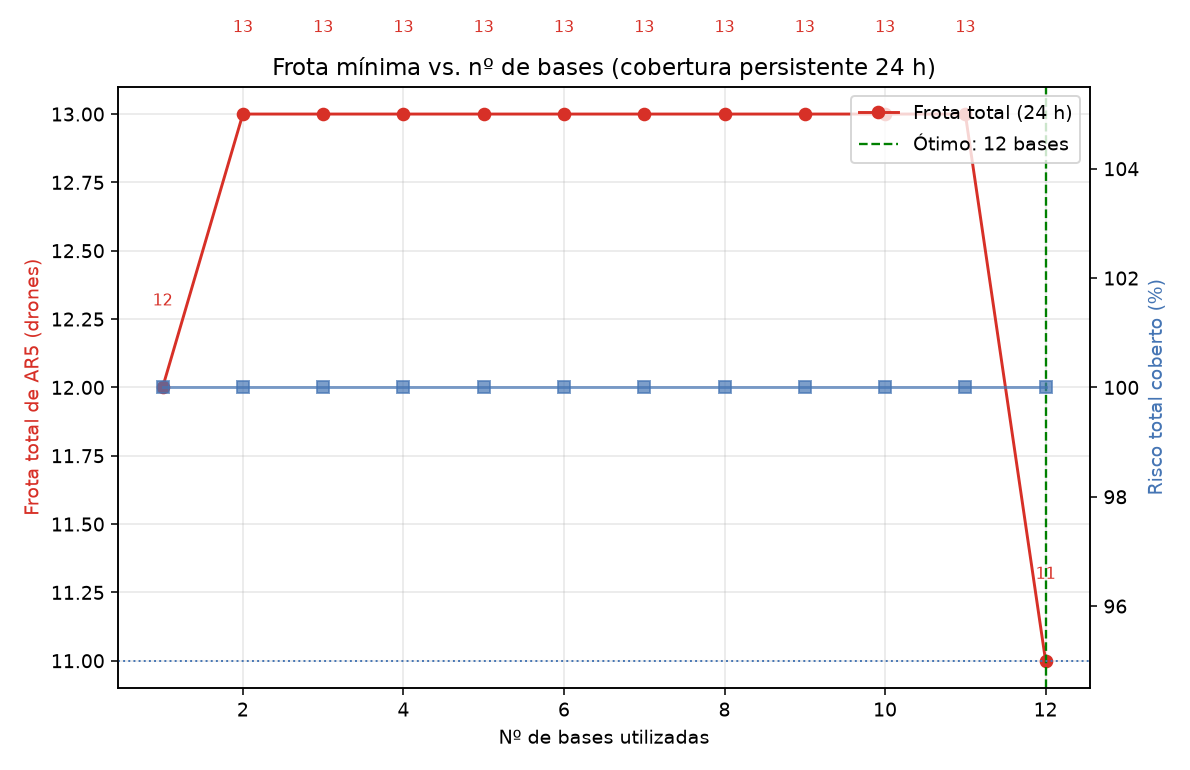 13 13 13 13 13 13 13 13 13 13
Frota mínima vs. nº de bases (cobertura persistente 24 h)
Frota total (24 h)
Ótimo: 12 bases
13.00
12.75
12.50
12.25
12.00
11.75
11.50
11.25
11.00
Frota total de AR5 (drones)
12
11
104
102
100
98
96
Risco total coberto (%)
2 4 6 8 10 12
Nº de bases utilizadas